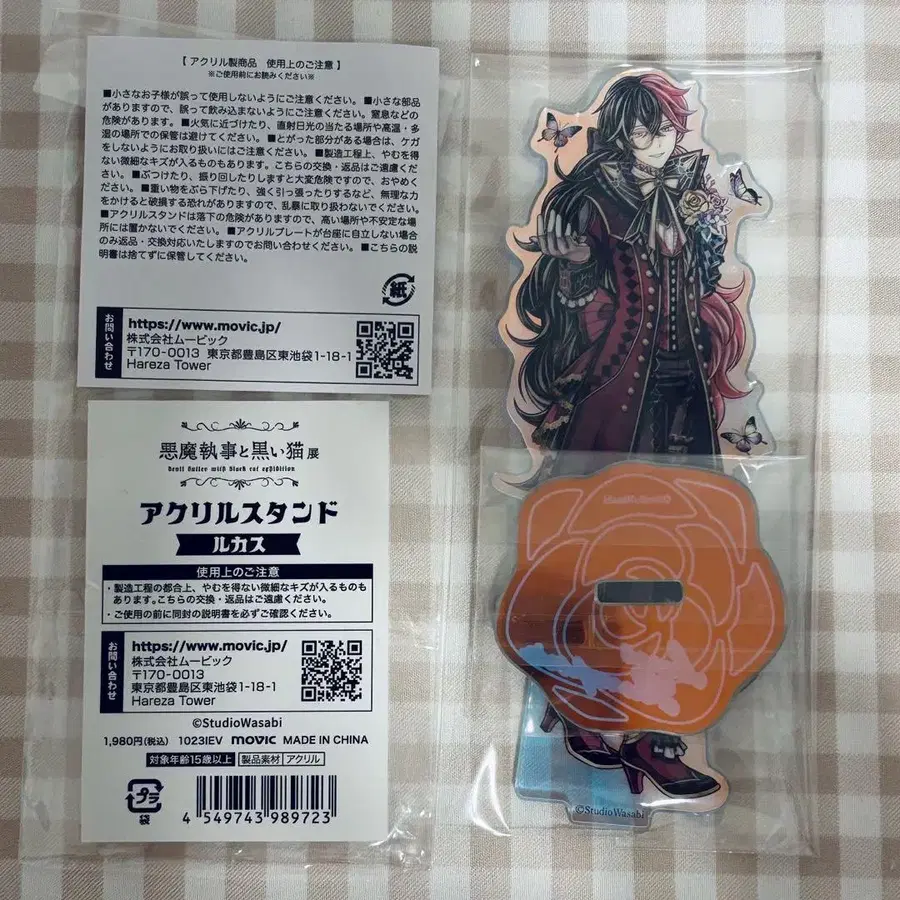 【 アクリル製商品　使用上のご注意 】
※ご使用前にお読みください※
■小さなお子様が誤って使用しないようにご注意ください。■小さな部品
がありますので、誤って飲み込まないようにご注意ください。窒息などの
危険があります。■火気に近づけたり、直射日光の当たる場所や高温・多
湿の場所での保管は避けてください。■とがった部分がある場合は、ケガ
をしないようにお取り扱いにはご注意ください。■製造工程上、やむを得
ない微細なキズが入るものもあります。こちらの交換・返品はご遠慮くだ
さい。■ぶつけたり、振り回したりしますと大変危険ですので、おやめく
ださい。■重い物をぶら下げたり、強く引っ張ったりするなど、無理な力
をかけると破損する恐れがありますので、乱暴に取り扱わないでください。
■アクリルスタンドは落下の危険がありますので、高い場所や不安定な場
所には置かないでください。■アクリルプレートが台座に自立しない場合
のみ返品・交換対応いたしますのでお問い合わせください。■こちらの説
明書は捨てずに保管してください。
紙
お問い合わせ
https://www.movic.jp/
株式会社ムービック
〒170-0013 東京都豊島区東池袋1-18-1
Hareza Tower
悪魔執事と黒い猫展
devil butler with black cat exhibition
アクリルスタンド
ルカス
使用上のご注意
・製造工程の都合上、やむを得ない微細なキズが入るものも
あります。こちらの交換・返品はご遠慮ください。
・ご使用の前に同封の説明書を必ずご確認ください。
お問い合わせ
https://www.movic.jp/
株式会社ムービック
〒170-0013
東京都豊島区東池袋1-18-1
Hareza Tower
©StudioWasabi
1,980円(税込) 1023IEV movic MADE IN CHINA
対象年齢15歳以上 製品素材 アクリル
プラ
袋
4 549743 989723
©StudioWasabi